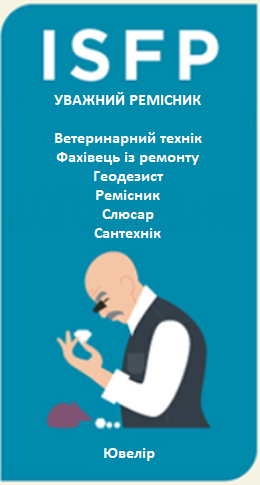 ISFP
УВАЖНИЙ РЕМІСНИК
Ветеринарний технік
Фахівець із ремонту
Геодезист
Ремісник
Слюсар
Сантехнік
Ювелір